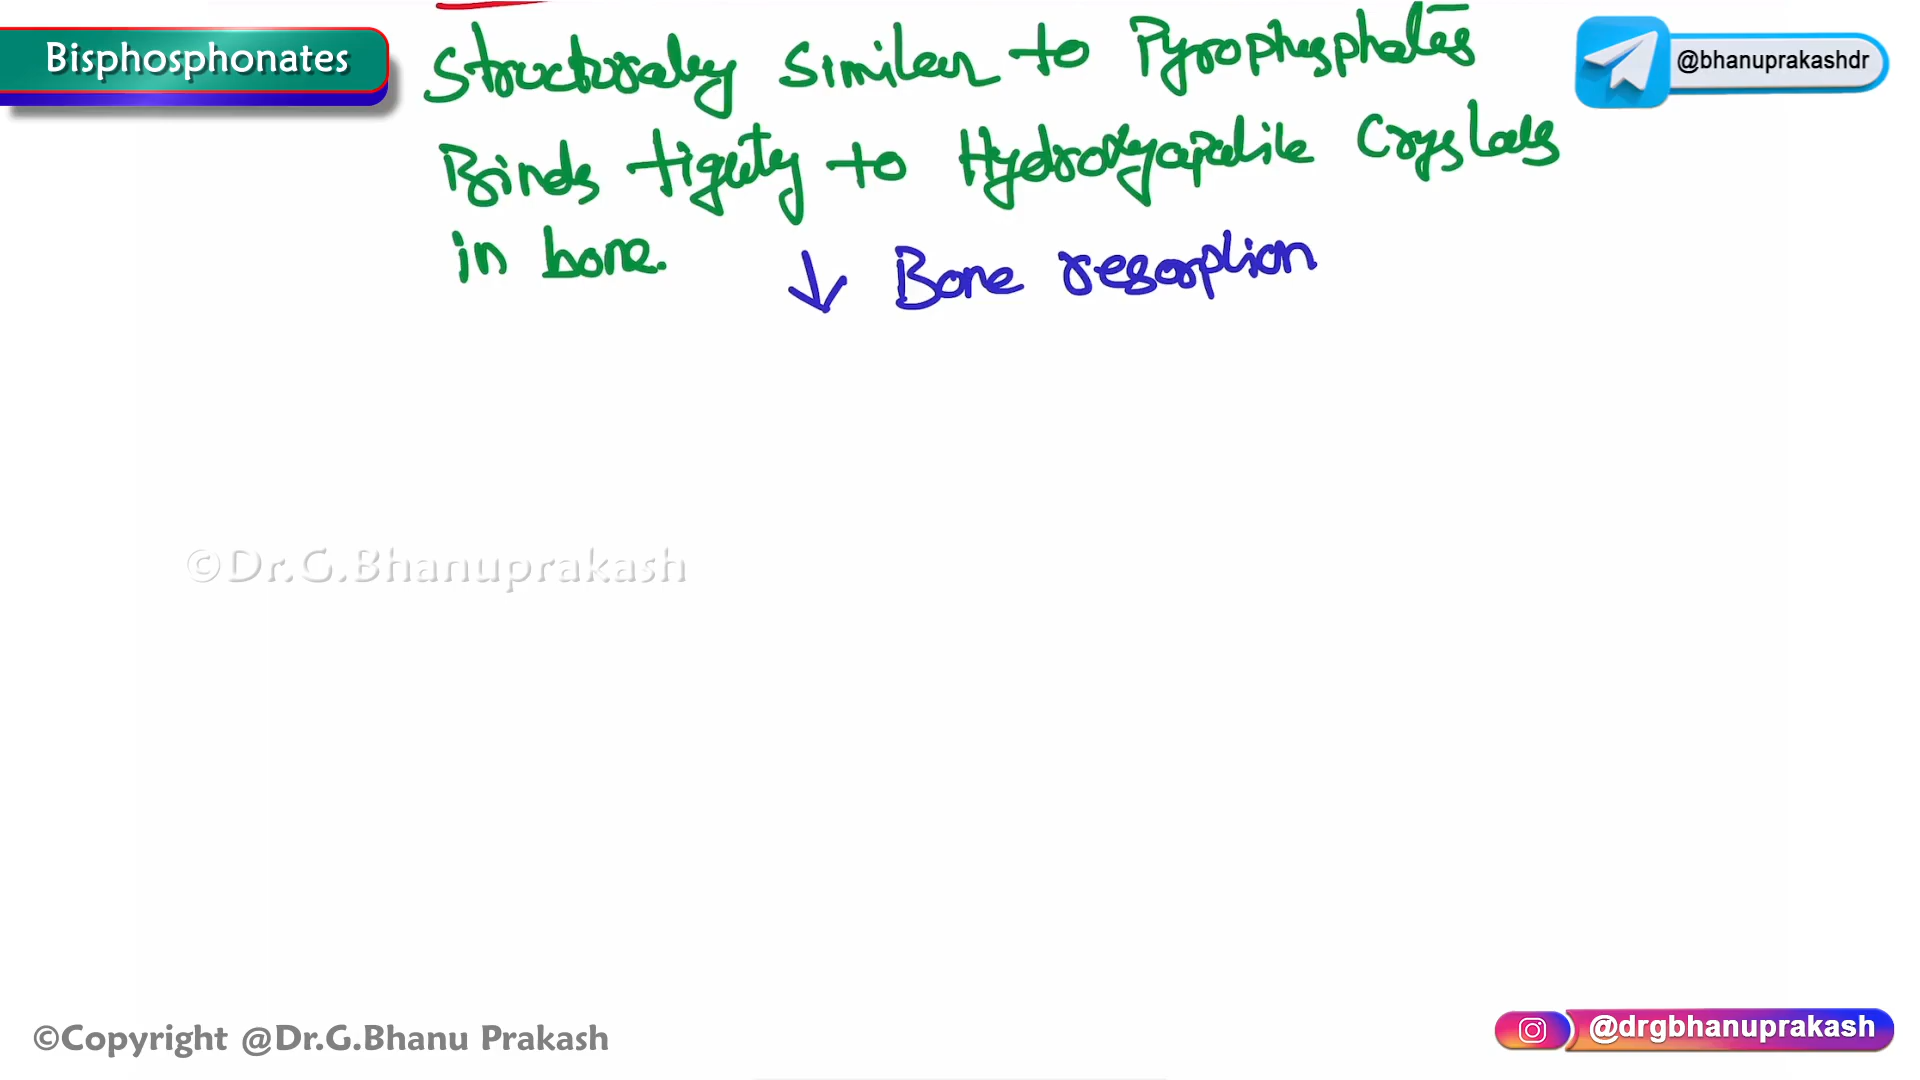 Bisphosphonates
Structuraly similar to Pyrophosphates
@bhanuprakashdr
Binds tightly to Hydroxyapatite Crystals
in bone.
↓ Bone resorption
©Dr.G.Bhanuprakash
©Copyright @Dr.G.Bhanu Prakash
@drgbhanuprakash